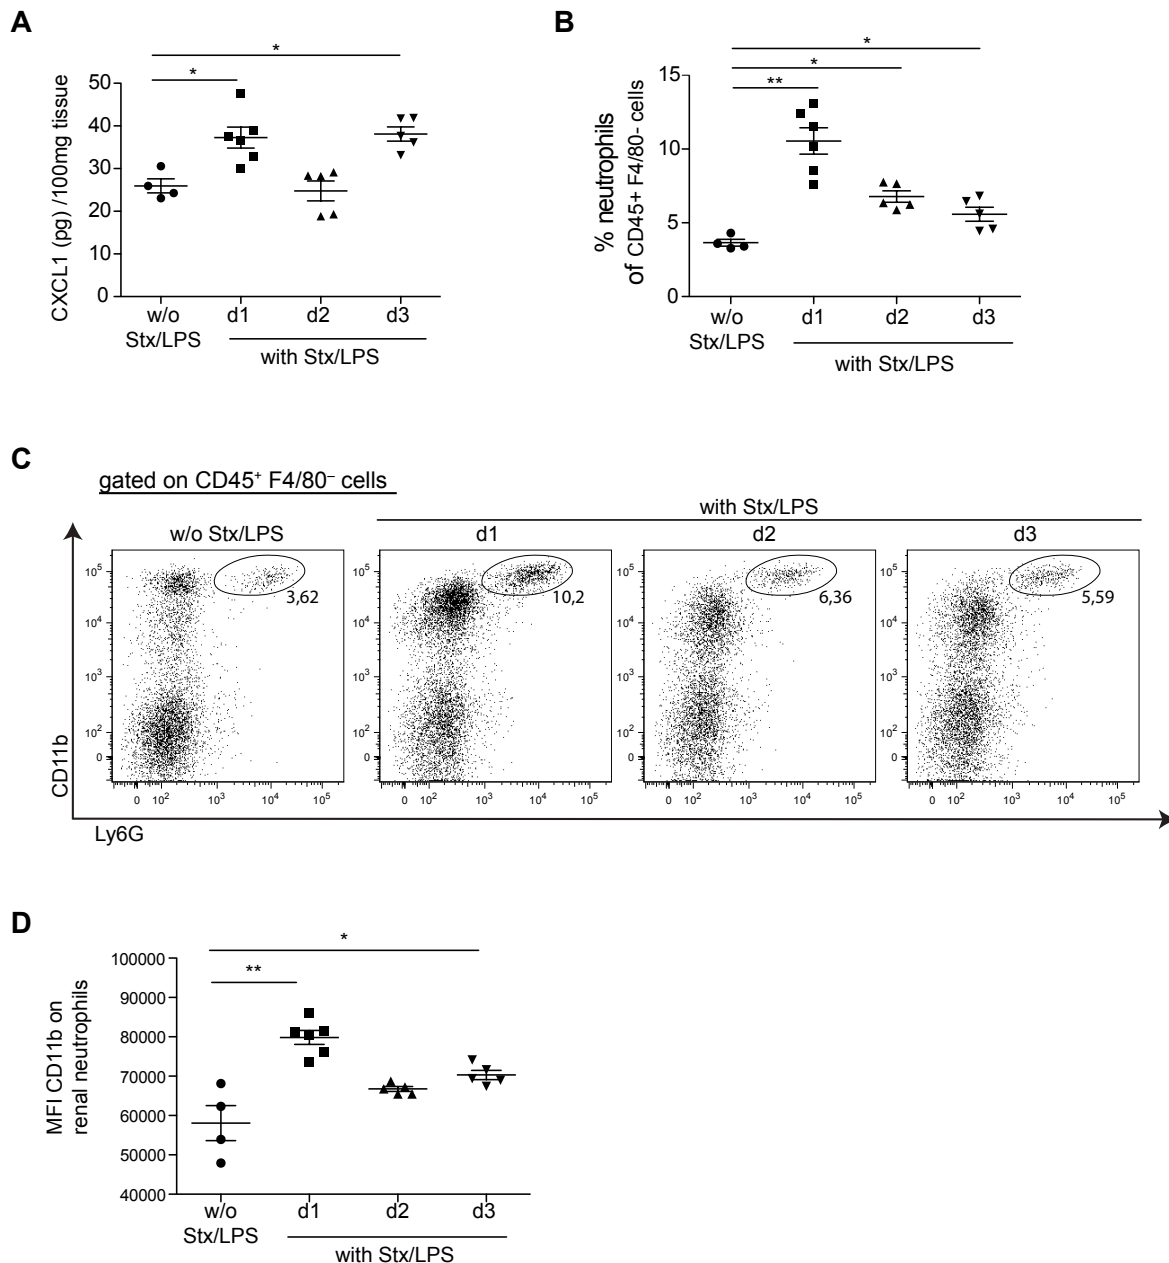 A
*
*
CXCL1 (pg) /100mg tissue
50
40
30
20
10
0
w/o
Stx/LPS
d1
d2
d3
with Stx/LPS
B
*
*
**
% neutrophils
of CD45+ F4/80- cells
15
10
5
0
w/o
Stx/LPS
d1
d2
d3
with Stx/LPS
C
gated on CD45⁺ F4/80⁻ cells
with Stx/LPS
w/o Stx/LPS
d1
d2
d3
10⁵
10⁴
10³
10²
0
3,62
0
10²
10³
10⁴
10⁵
10⁵
10⁴
10³
10²
0
10,2
0
10²
10³
10⁴
10⁵
10⁵
10⁴
10³
10²
0
6,36
0
10²
10³
10⁴
10⁵
10⁵
10⁴
10³
10²
0
5,59
0
10²
10³
10⁴
10⁵
CD11b
Ly6G
D
*
**
MFI CD11b on
renal neutrophils
100000
90000
80000
70000
60000
50000
40000
w/o
Stx/LPS
d1
d2
d3
with Stx/LPS